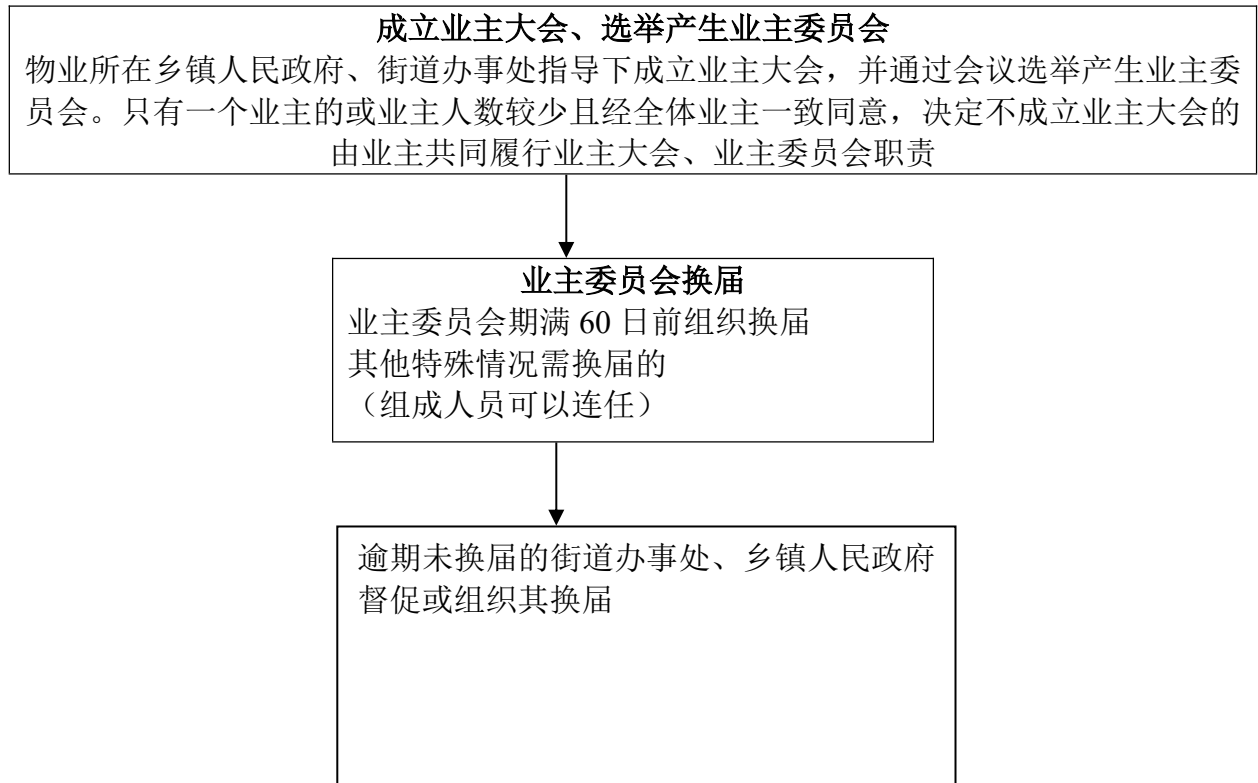 成立业主大会、选举产生业主委员会
物业所在乡镇人民政府、街道办事处指导下成立业主大会，并通过会议选举产生业主委
员会。只有一个业主的或业主人数较少且经全体业主一致同意，决定不成立业主大会的
由业主共同履行业主大会、业主委员会职责
业主委员会换届
业主委员会期满 60 日前组织换届
其他特殊情况需换届的
（组成人员可以连任）
逾期未换届的街道办事处、乡镇人民政府
督促或组织其换届